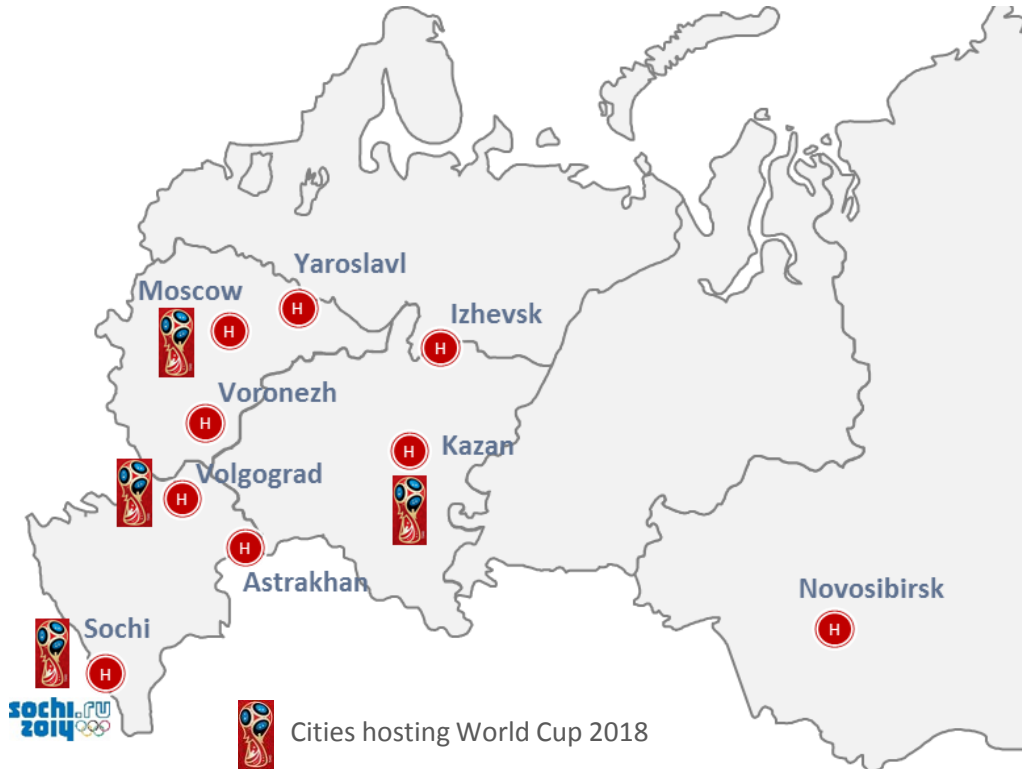 Yaroslavl
Moscow
H
H
Izhevsk
H
Voronezh
H
Kazan
H
Volgograd
H
H
Astrakhan
Novosibirsk
H
Sochi
H
sochi.ru
2014
Cities hosting World Cup 2018